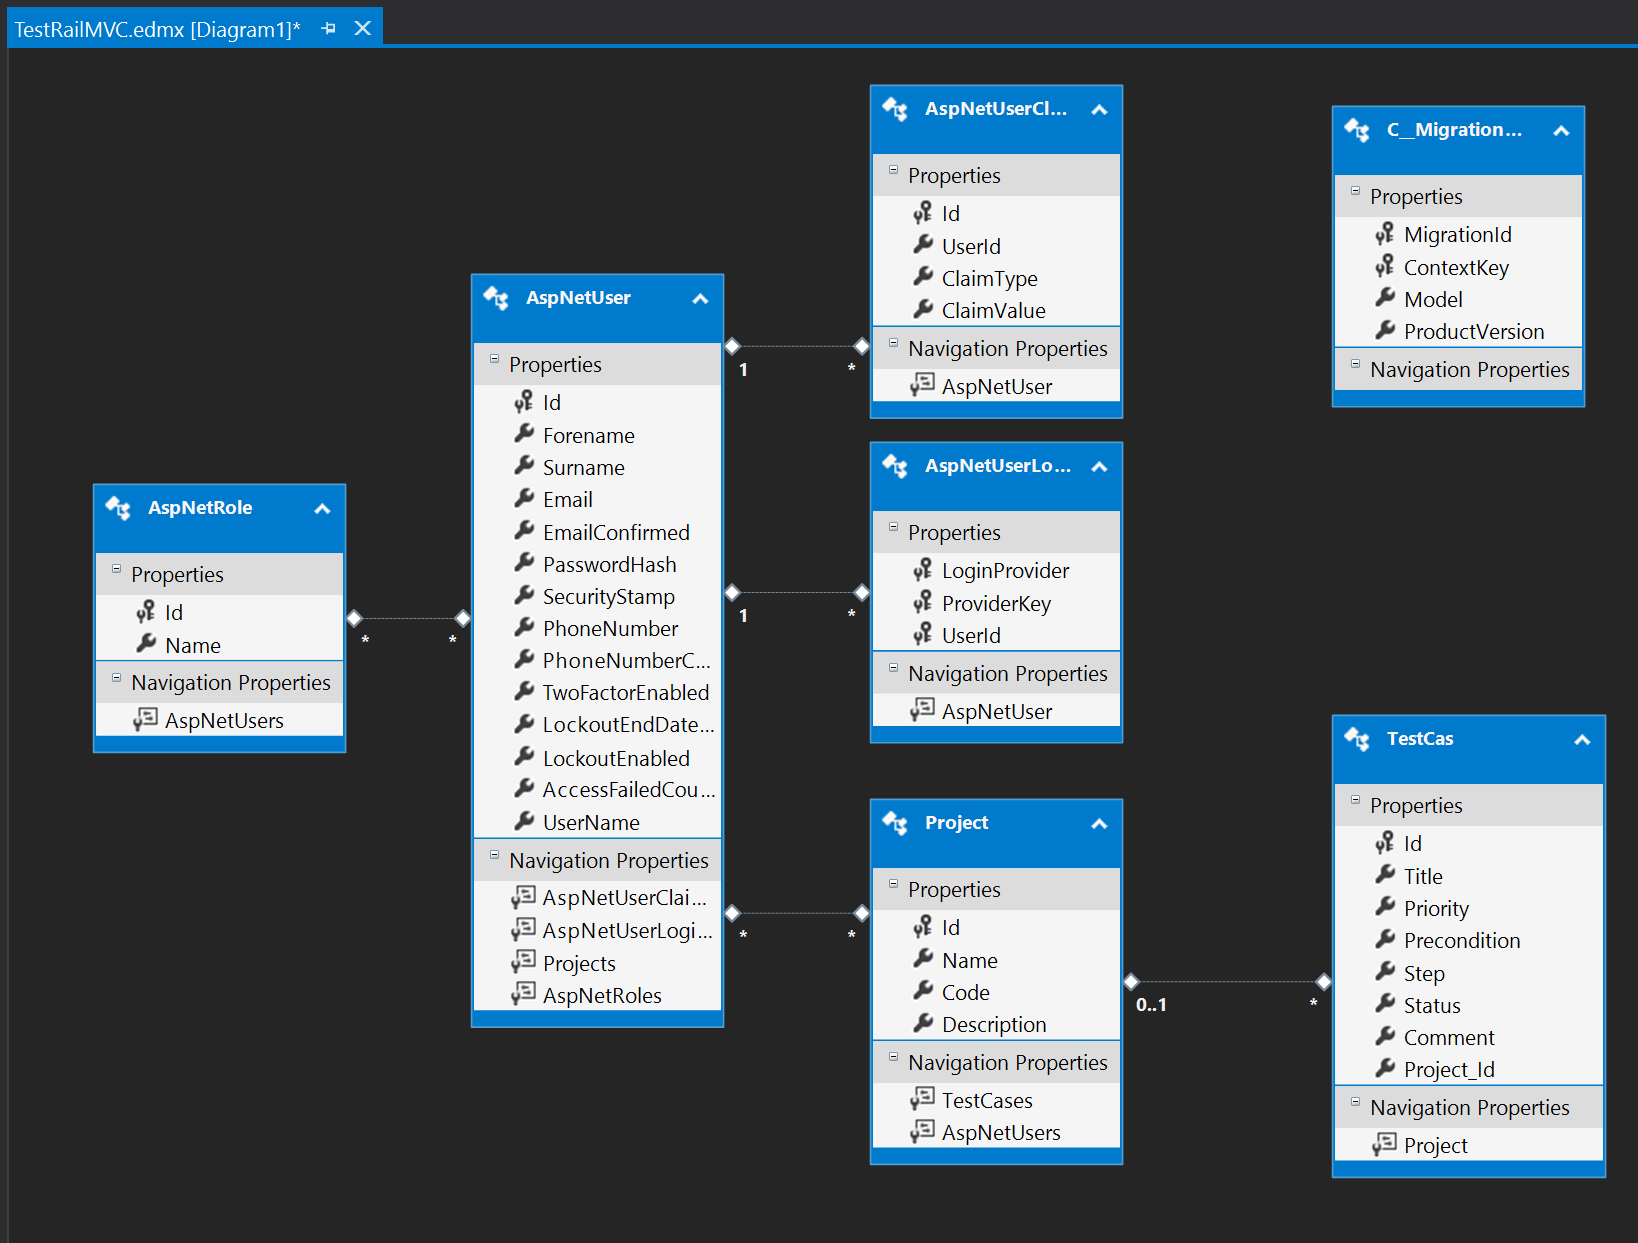 TestRailMVC.edmx [Diagram1]*
AspNetRole
Properties
Id
Name
Navigation Properties
AspNetUsers
*
*
AspNetUser
Properties
Id
Forename
Surname
Email
EmailConfirmed
PasswordHash
SecurityStamp
PhoneNumber
PhoneNumberC...
TwoFactorEnabled
LockoutEndDate...
LockoutEnabled
AccessFailedCou...
UserName
Navigation Properties
AspNetUserClai...
AspNetUserLogi...
Projects
AspNetRoles
1
*
1
*
*
*
AspNetUserCl...
Properties
Id
UserId
ClaimType
ClaimValue
Navigation Properties
AspNetUser
AspNetUserLo...
Properties
LoginProvider
ProviderKey
UserId
Navigation Properties
AspNetUser
Project
Properties
Id
Name
Code
Description
Navigation Properties
TestCases
AspNetUsers
0..1
*
C__Migration...
Properties
MigrationId
ContextKey
Model
ProductVersion
Navigation Properties
TestCas
Properties
Id
Title
Priority
Precondition
Step
Status
Comment
Project_Id
Navigation Properties
Project